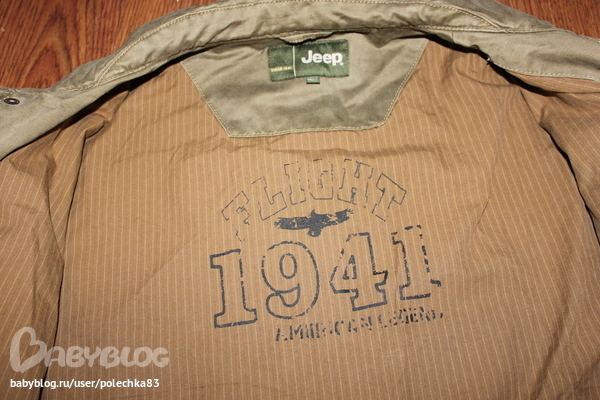 Jeep
FLIGHT
1941
AMERICAN LEGEND
BABYBLOG
babyblog.ru/user/polechka83